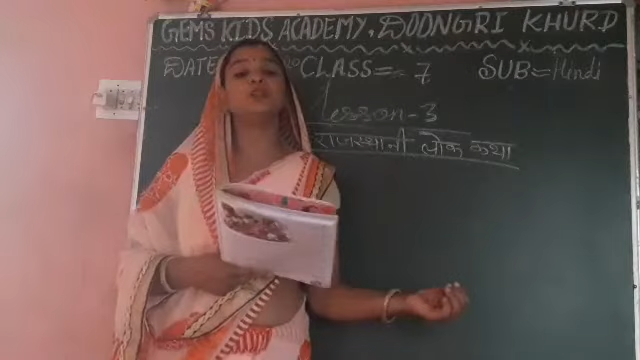 GEMS KIDS ACADEMY, DOONGRI KHURD
DATE CLASS = 7 SUB = Hindi
Lesson - 3
राजस्थानी लोक कथा